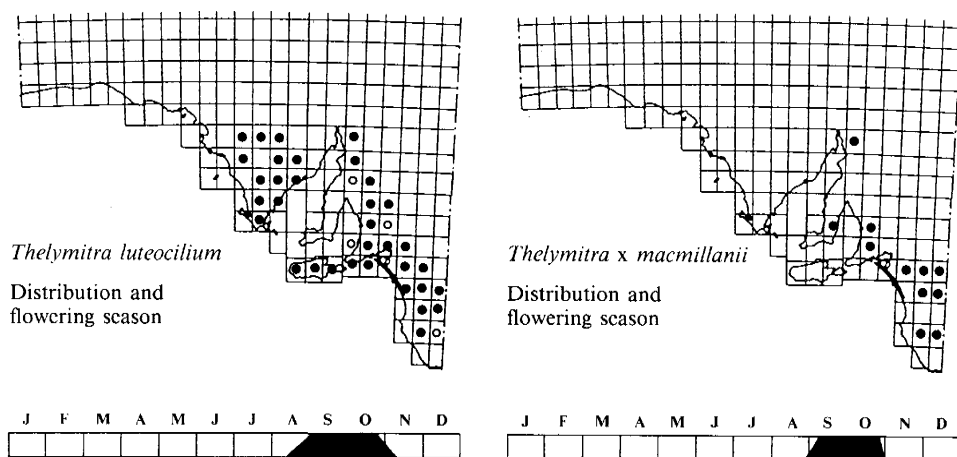 Thelymitra luteocilium
Distribution and
flowering season
J F M A M J J A S O N D
Thelymitra x macmillanii
Distribution and
flowering season
J F M A M J J A S O N D